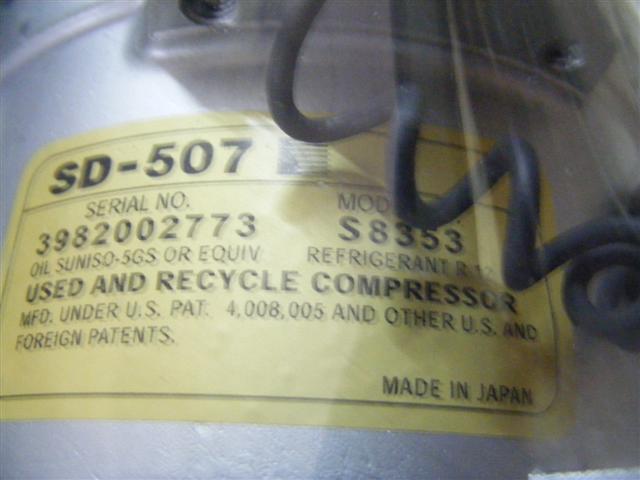 SD-507
SERIAL NO. MOD
3982002773 S8353
OIL SUNISO-5GS OR EQUIV REFRIGERANT R
USED AND RECYCLE COMPRESSOR
MFD. UNDER U.S. PAT. 4,008,005 AND OTHER U.S. AND
FOREIGN PATENTS.
MADE IN JAPAN